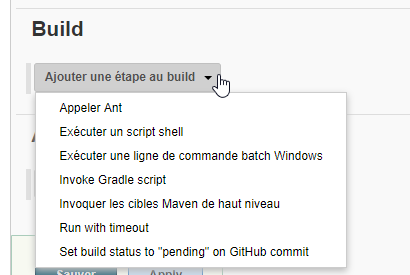 Build
Ajouter une étape au build
Appeler Ant
Exécuter un script shell
Exécuter une ligne de commande batch Windows
Invoke Gradle script
Invoquer les cibles Maven de haut niveau
Run with timeout
Set build status to "pending" on GitHub commit
Sauver
Apply